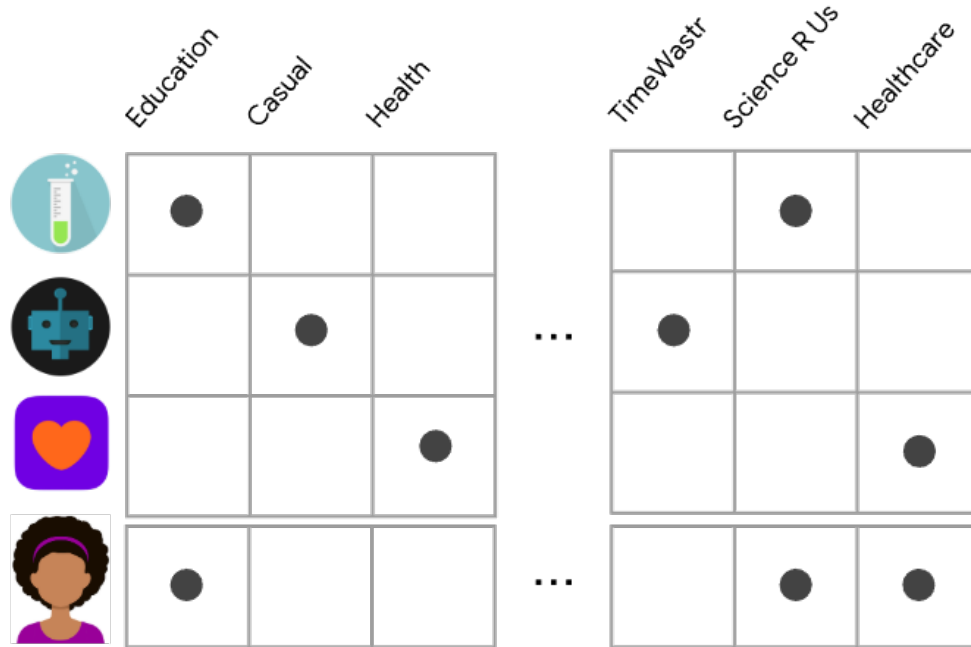 Education
Casual
Health
TimeWastr
Science R Us
Healthcare
...
...